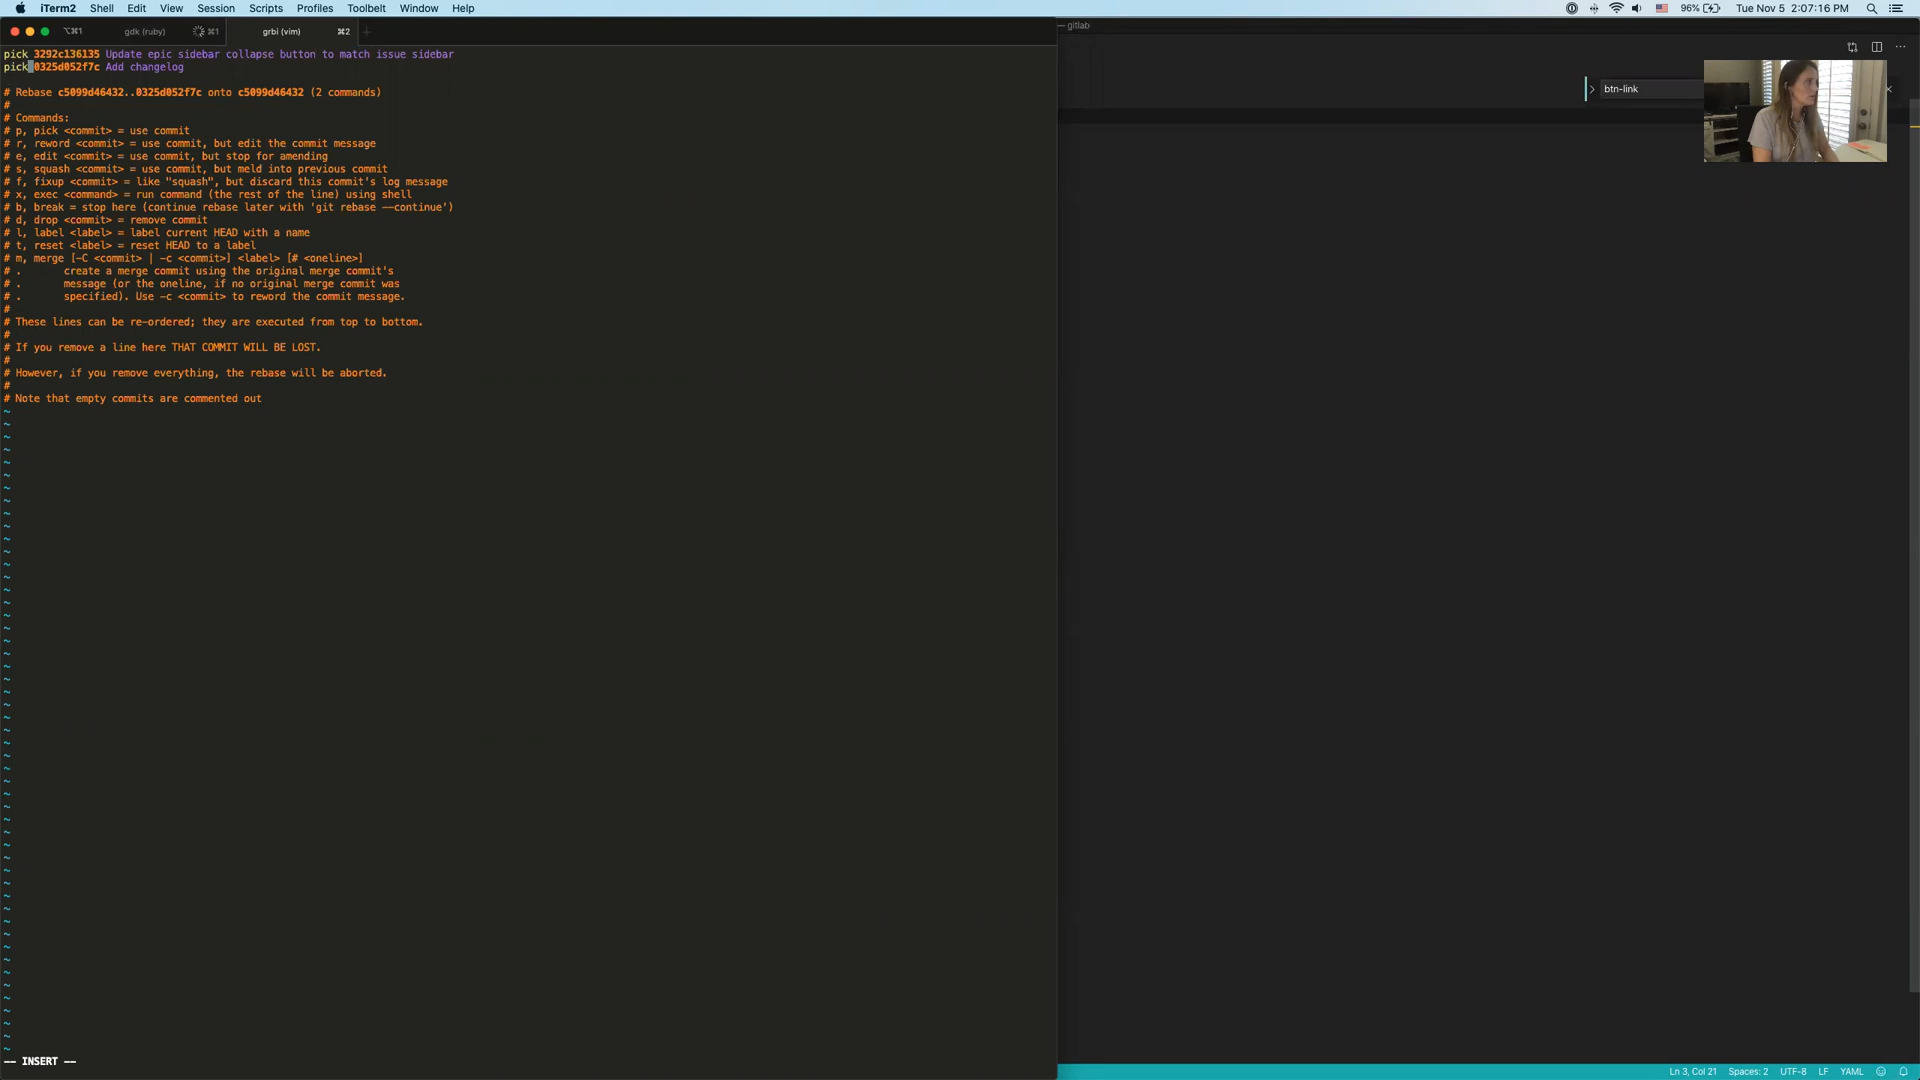 iTerm2 Shell Edit View Session Scripts Profiles Toolbelt Window Help 96% Tue Nov 5 2:07:16 PM
⌥⌘1 gdk (ruby) ⌘1 grbi (vim) ⌘2 +
— gitlab
btn-link
pick 3292c136135 Update epic sidebar collapse button to match issue sidebar
pick 0325d052f7c Add changelog
# Rebase c5099d46432..0325d052f7c onto c5099d46432 (2 commands)
#
# Commands:
# p, pick <commit> = use commit
# r, reword <commit> = use commit, but edit the commit message
# e, edit <commit> = use commit, but stop for amending
# s, squash <commit> = use commit, but meld into previous commit
# f, fixup <commit> = like "squash", but discard this commit's log message
# x, exec <command> = run command (the rest of the line) using shell
# b, break = stop here (continue rebase later with 'git rebase --continue')
# d, drop <commit> = remove commit
# l, label <label> = label current HEAD with a name
# t, reset <label> = reset HEAD to a label
# m, merge [-C <commit> | -c <commit>] <label> [# <oneline>]
# . create a merge commit using the original merge commit's
# . message (or the oneline, if no original merge commit was
# . specified). Use -c <commit> to reword the commit message.
#
# These lines can be re-ordered; they are executed from top to bottom.
#
# If you remove a line here THAT COMMIT WILL BE LOST.
#
# However, if you remove everything, the rebase will be aborted.
#
# Note that empty commits are commented out
-- INSERT --
Ln 3, Col 21 Spaces: 2 UTF-8 LF YAML